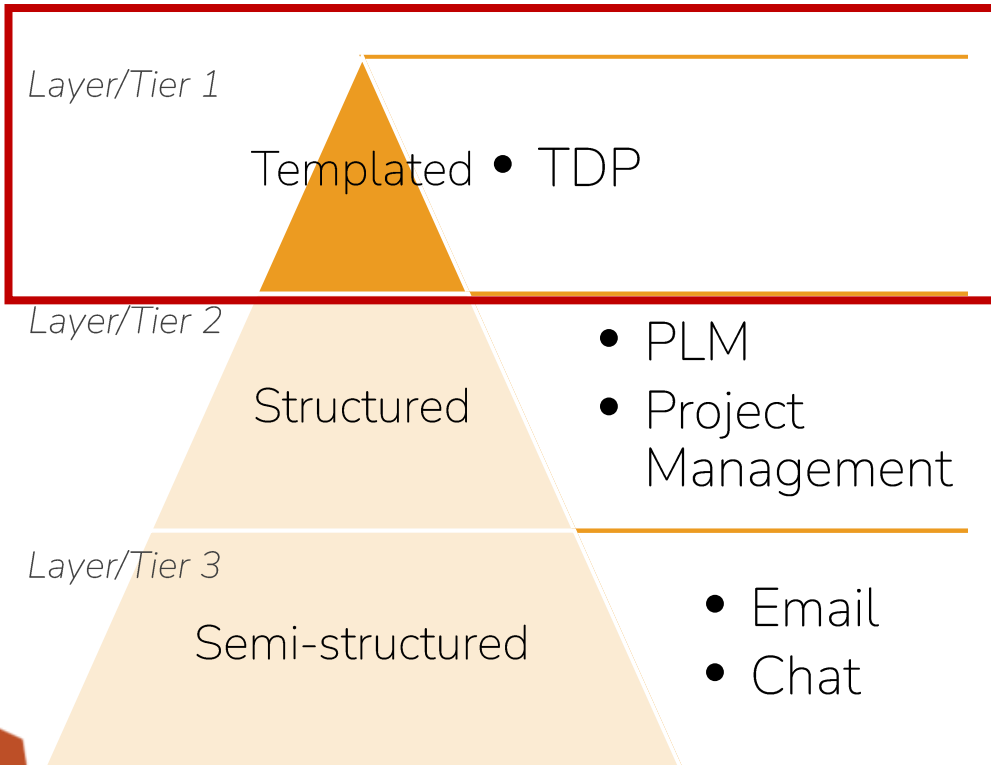 Layer/Tier 1
Templated
• TDP
Layer/Tier 2
Structured
• PLM
• Project
Management
Layer/Tier 3
Semi-structured
• Email
• Chat